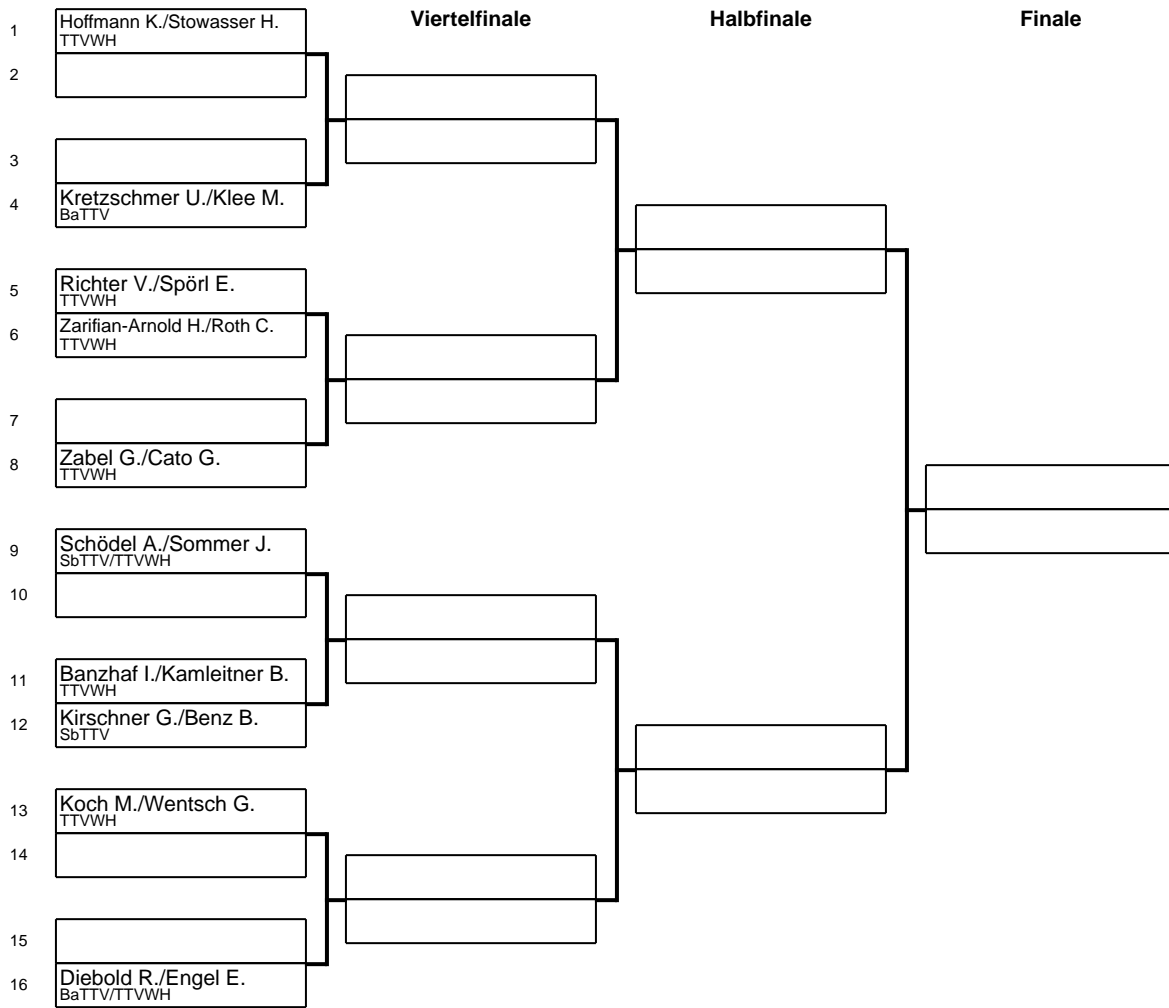 Viertelfinale
Halbfinale
Finale
1
Hoffmann K./Stowasser H.
TTVWH
2
3
4
Kretzschmer U./Klee M.
BaTTV
5
Richter V./Spörl E.
TTVWH
6
Zarifian-Arnold H./Roth C.
TTVWH
7
8
Zabel G./Cato G.
TTVWH
9
Schödel A./Sommer J.
SbTTV/TTVWH
10
11
Banzhaf I./Kamleitner B.
TTVWH
12
Kirschner G./Benz B.
SbTTV
13
Koch M./Wentsch G.
TTVWH
14
15
16
Diebold R./Engel E.
BaTTV/TTVWH